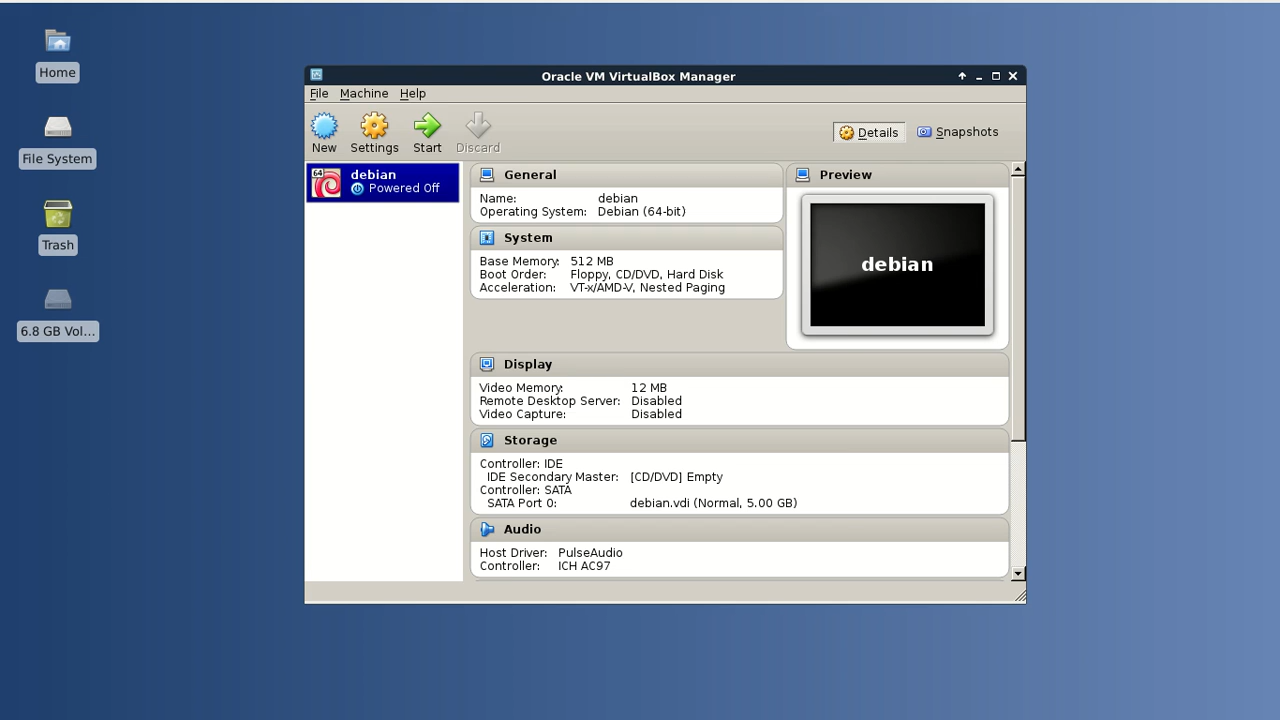 Home
File System
Trash
6.8 GB Vol...
Oracle VM VirtualBox Manager
File Machine Help
New Settings Start Discard
Details Snapshots
64
debian
Powered Off
General
Name: debian
Operating System: Debian (64-bit)
System
Base Memory: 512 MB
Boot Order: Floppy, CD/DVD, Hard Disk
Acceleration: VT-x/AMD-V, Nested Paging
Preview
debian
Display
Video Memory: 12 MB
Remote Desktop Server: Disabled
Video Capture: Disabled
Storage
Controller: IDE
IDE Secondary Master: [CD/DVD] Empty
Controller: SATA
SATA Port 0: debian.vdi (Normal, 5.00 GB)
Audio
Host Driver: PulseAudio
Controller: ICH AC97